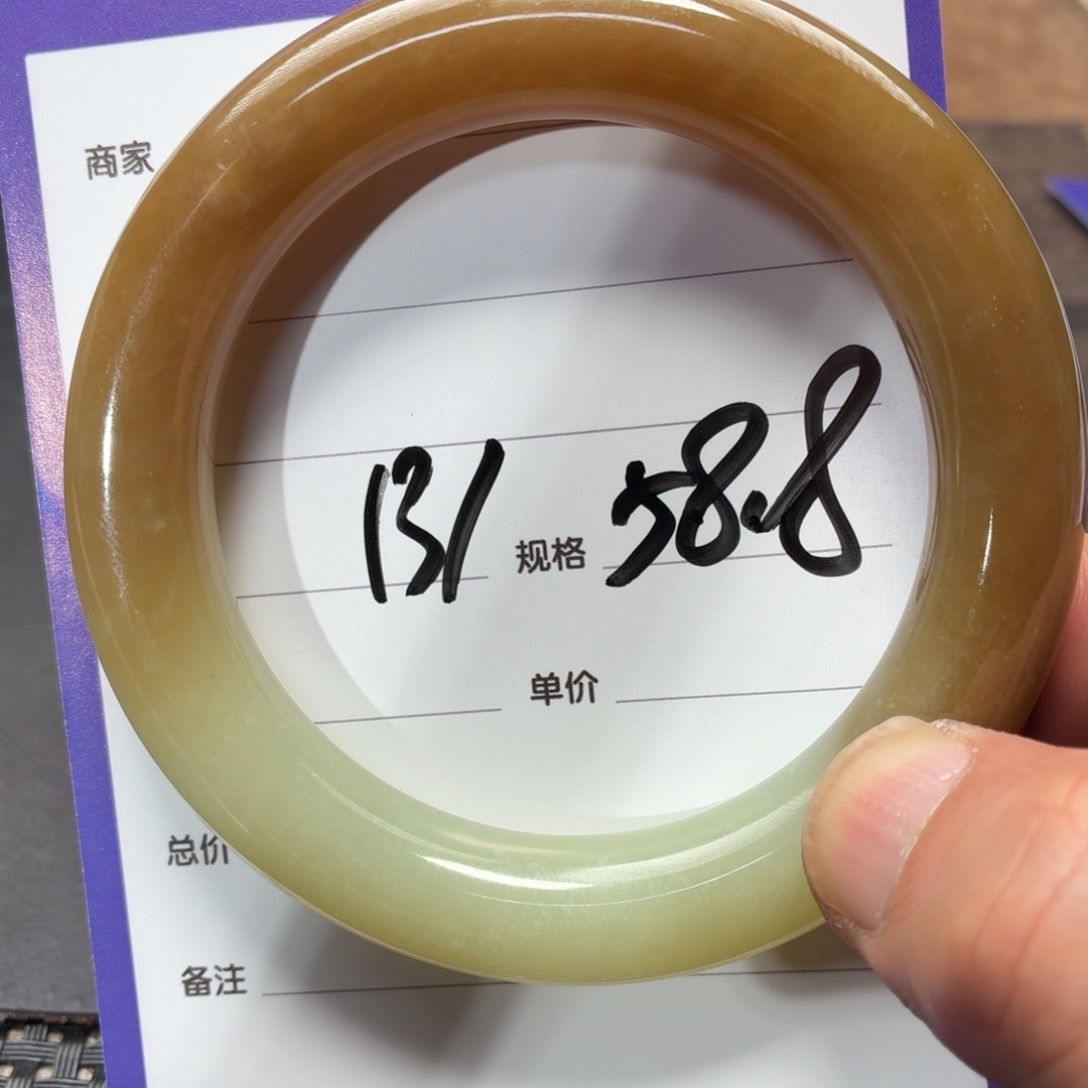 商家
131 规格 58.8
单价
总价
备注